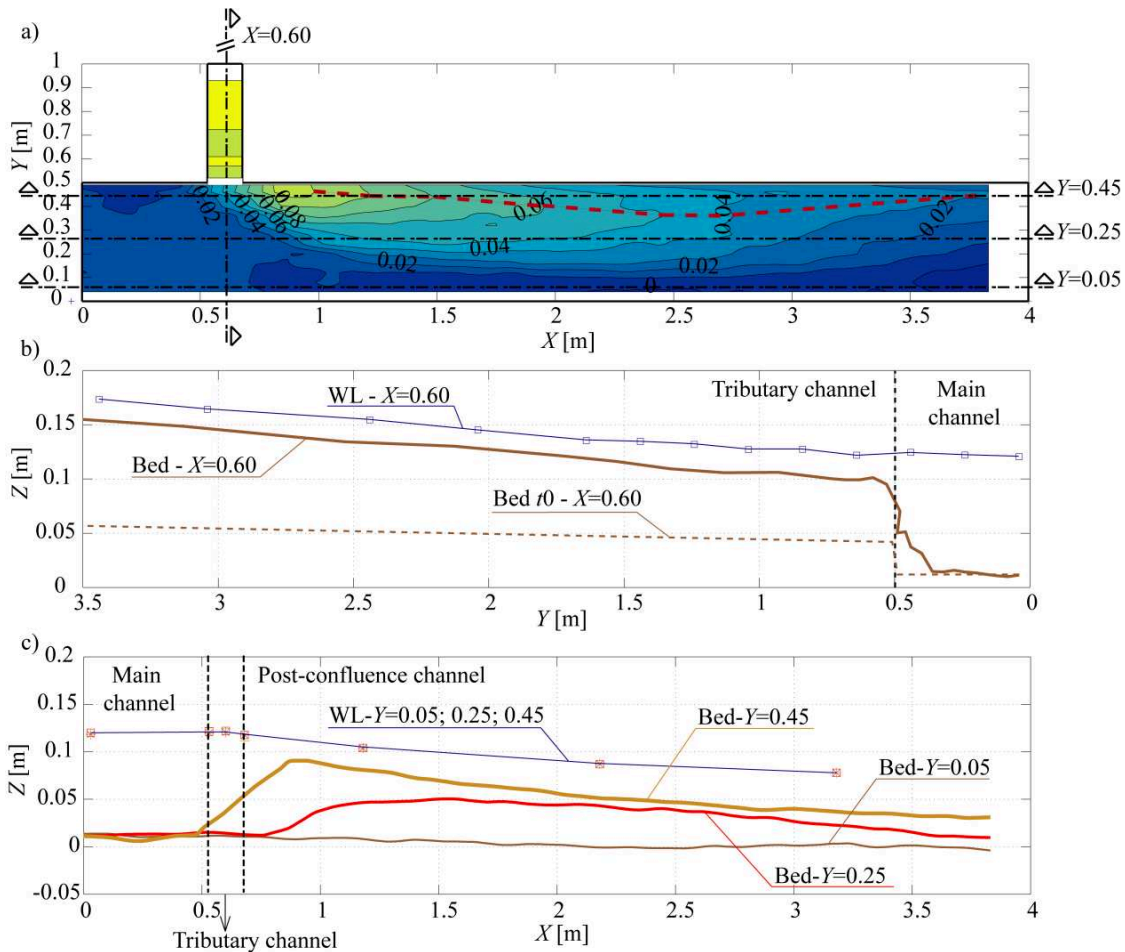 a)
X=0.60
1
0.9
0.8
0.7
0.6
0.5
0.4
0.3
0.2
0.1
0
Y [m]
0.02
0.04
0.06
0.08
0.06
0.04
0.02
0.04
0.02
0.02
0
Y=0.45
Y=0.25
Y=0.05
0 0.5 1 1.5 2 2.5 3 3.5 4
X [m]
b)
0.2
0.15
0.1
0.05
0
Z [m]
WL - X=0.60
Tributary channel
Main
channel
Bed - X=0.60
Bed t0 - X=0.60
3.5 3 2.5 2 1.5 1 0.5 0
Y [m]
c)
0.2
0.15
0.1
0.05
0
-0.05
Z [m]
Main
channel
Post-confluence channel
WL-Y=0.05; 0.25; 0.45
Bed-Y=0.45
Bed-Y=0.05
Bed-Y=0.25
0 0.5 1 1.5 2 2.5 3 3.5 4
Tributary channel
X [m]